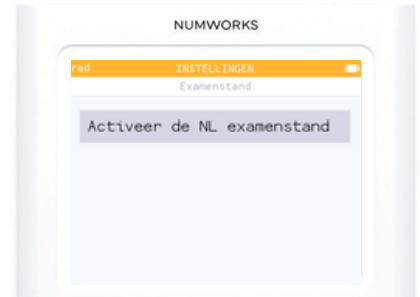 NUMWORKS
rad INSTELLINGEN
Examenstand
Activeer de NL examenstand